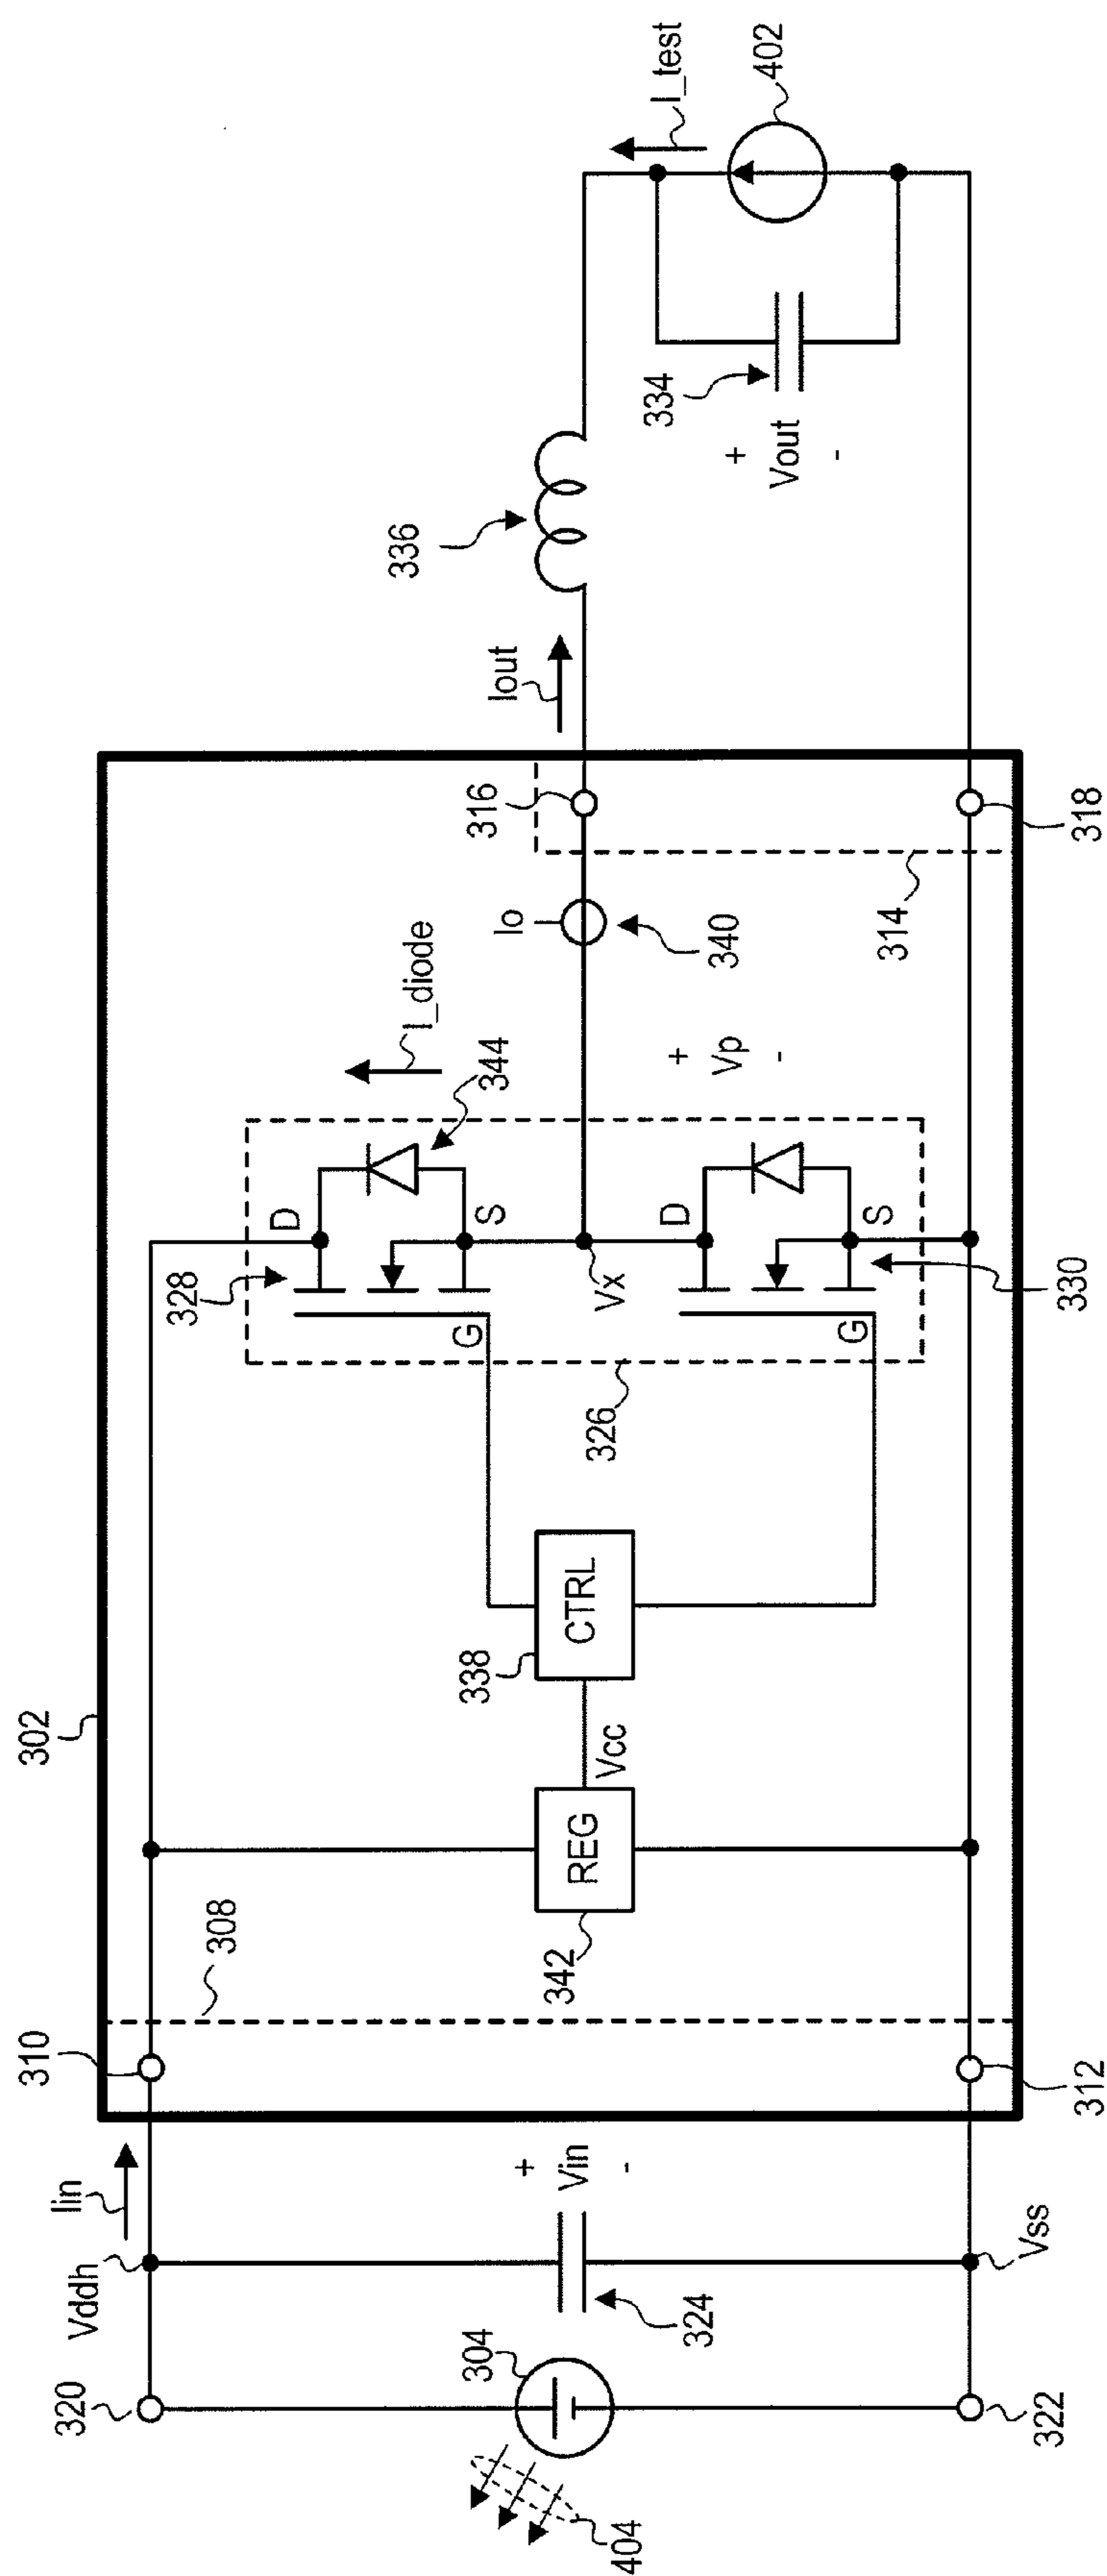 302
320
Vddh
Iin
310
308
328
D
G
S
I_diode
344
304
404
324
+
Vin
-
342
REG
Vcc
338
CTRL
326
Vx
D
G
S
330
+
Vp
-
Io
340
316
314
Iout
336
I_test
402
334
+
Vout
-
322
Vss
312
318